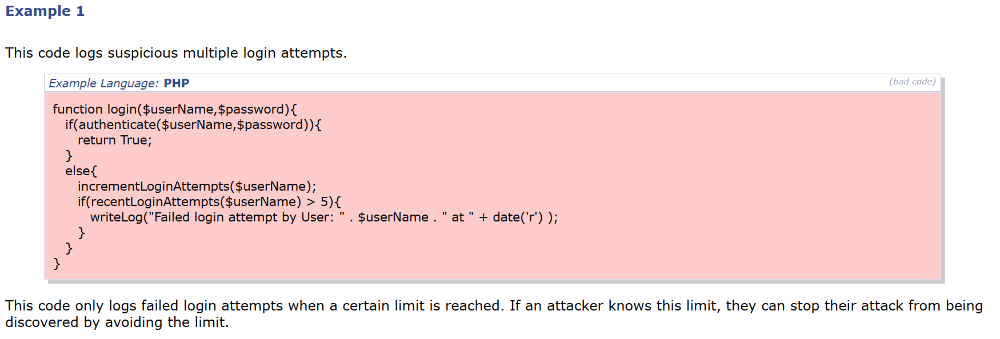 Example 1
This code logs suspicious multiple login attempts.
Example Language: PHP (bad code)
function login($userName,$password){
if(authenticate($userName,$password)){
return True;
}
else{
incrementLoginAttempts($userName);
if(recentLoginAttempts($userName) > 5){
writeLog("Failed login attempt by User: " . $userName . " at " + date('r') );
}
}
}
This code only logs failed login attempts when a certain limit is reached. If an attacker knows this limit, they can stop their attack from being
discovered by avoiding the limit.